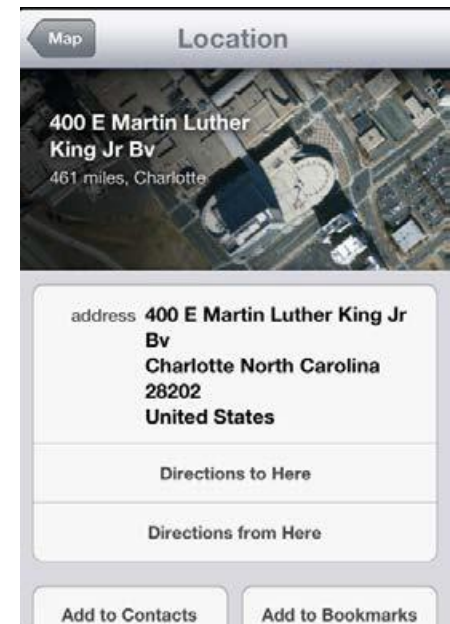 Map
Location
400 E Martin Luther
King Jr Bv
461 miles, Charlotte
address 400 E Martin Luther King Jr
Bv
Charlotte North Carolina
28202
United States
Directions to Here
Directions from Here
Add to Contacts
Add to Bookmarks